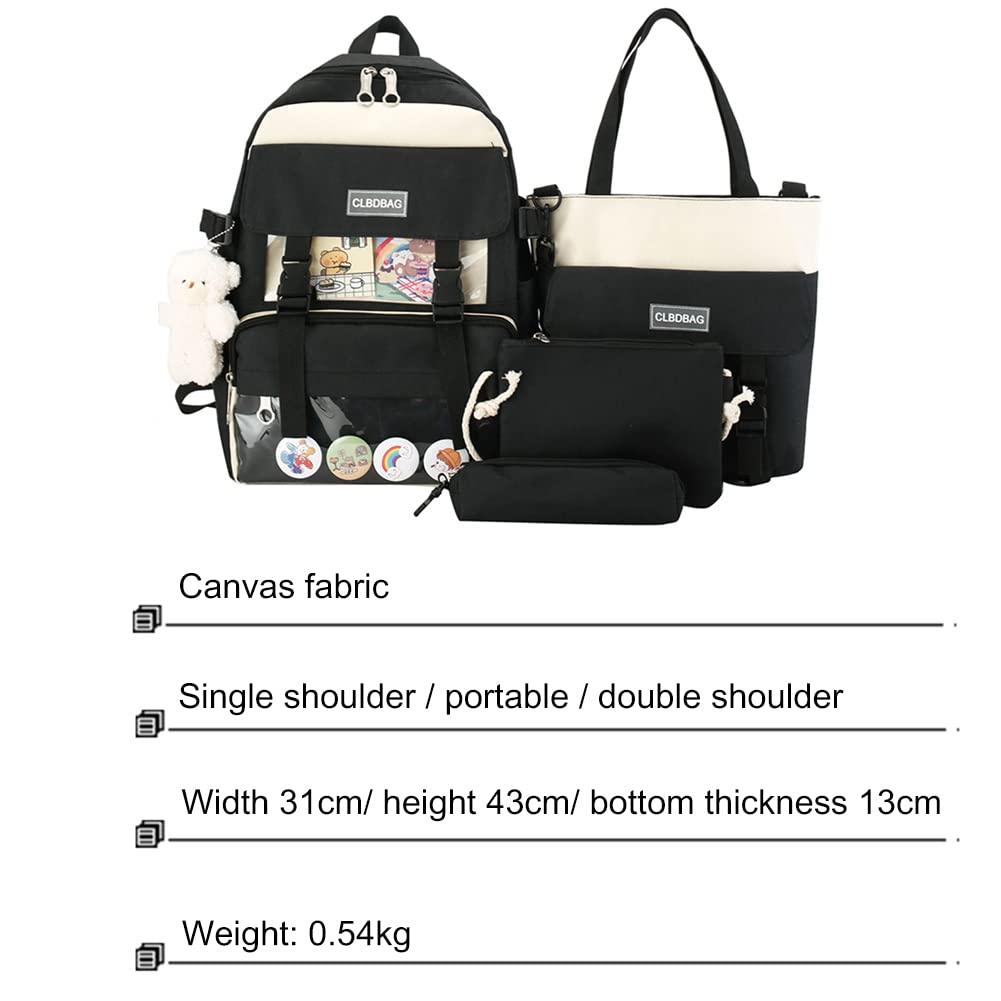 CLBDBAG
CLBDBAG
Canvas fabric
Single shoulder / portable / double shoulder
Width 31cm/ height 43cm/ bottom thickness 13cm
Weight: 0.54kg